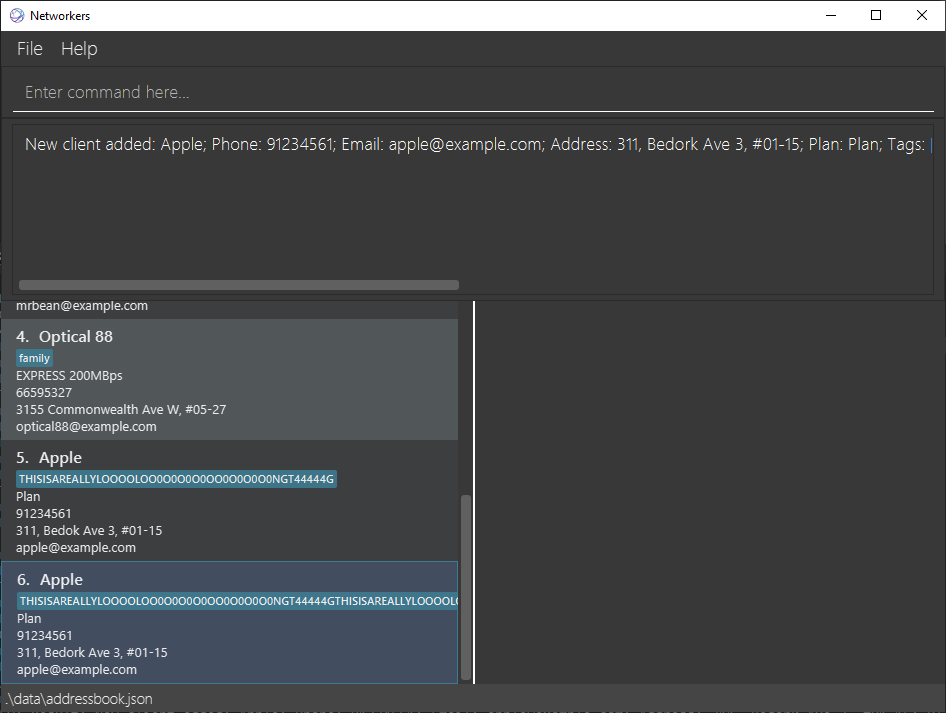 Networkers
File Help
Enter command here...
New client added: Apple; Phone: 91234561; Email: apple@example.com; Address: 311, Bedork Ave 3, #01-15; Plan: Plan; Tags:
mrbean@example.com
4. Optical 88
family
EXPRESS 200MBps
66595327
3155 Commonwealth Ave W, #05-27
optical88@example.com
5. Apple
THISISAREALLYLOOOOLOO0O0O0O0OO0O0O0O0O0NGT44444G
Plan
91234561
311, Bedok Ave 3, #01-15
apple@example.com
6. Apple
THISISAREALLYLOOOOLOO0O0O0O0OO0O0O0O0O0NGT44444GTHISISAREALLYLOOOOLO
Plan
91234561
311, Bedork Ave 3, #01-15
apple@example.com
.\data\addressbook.json